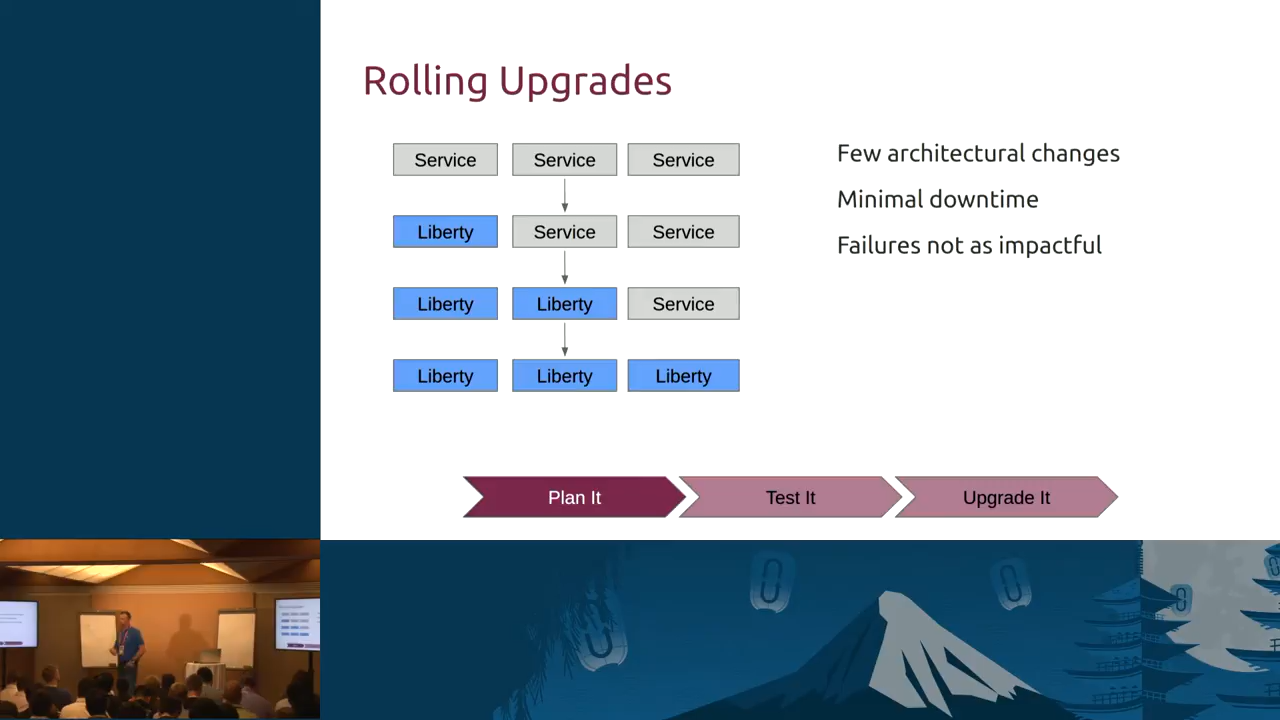 Rolling Upgrades
Service Service Service
Liberty Service Service
Liberty Liberty Service
Liberty Liberty Liberty
Few architectural changes
Minimal downtime
Failures not as impactful
Plan It Test It Upgrade It